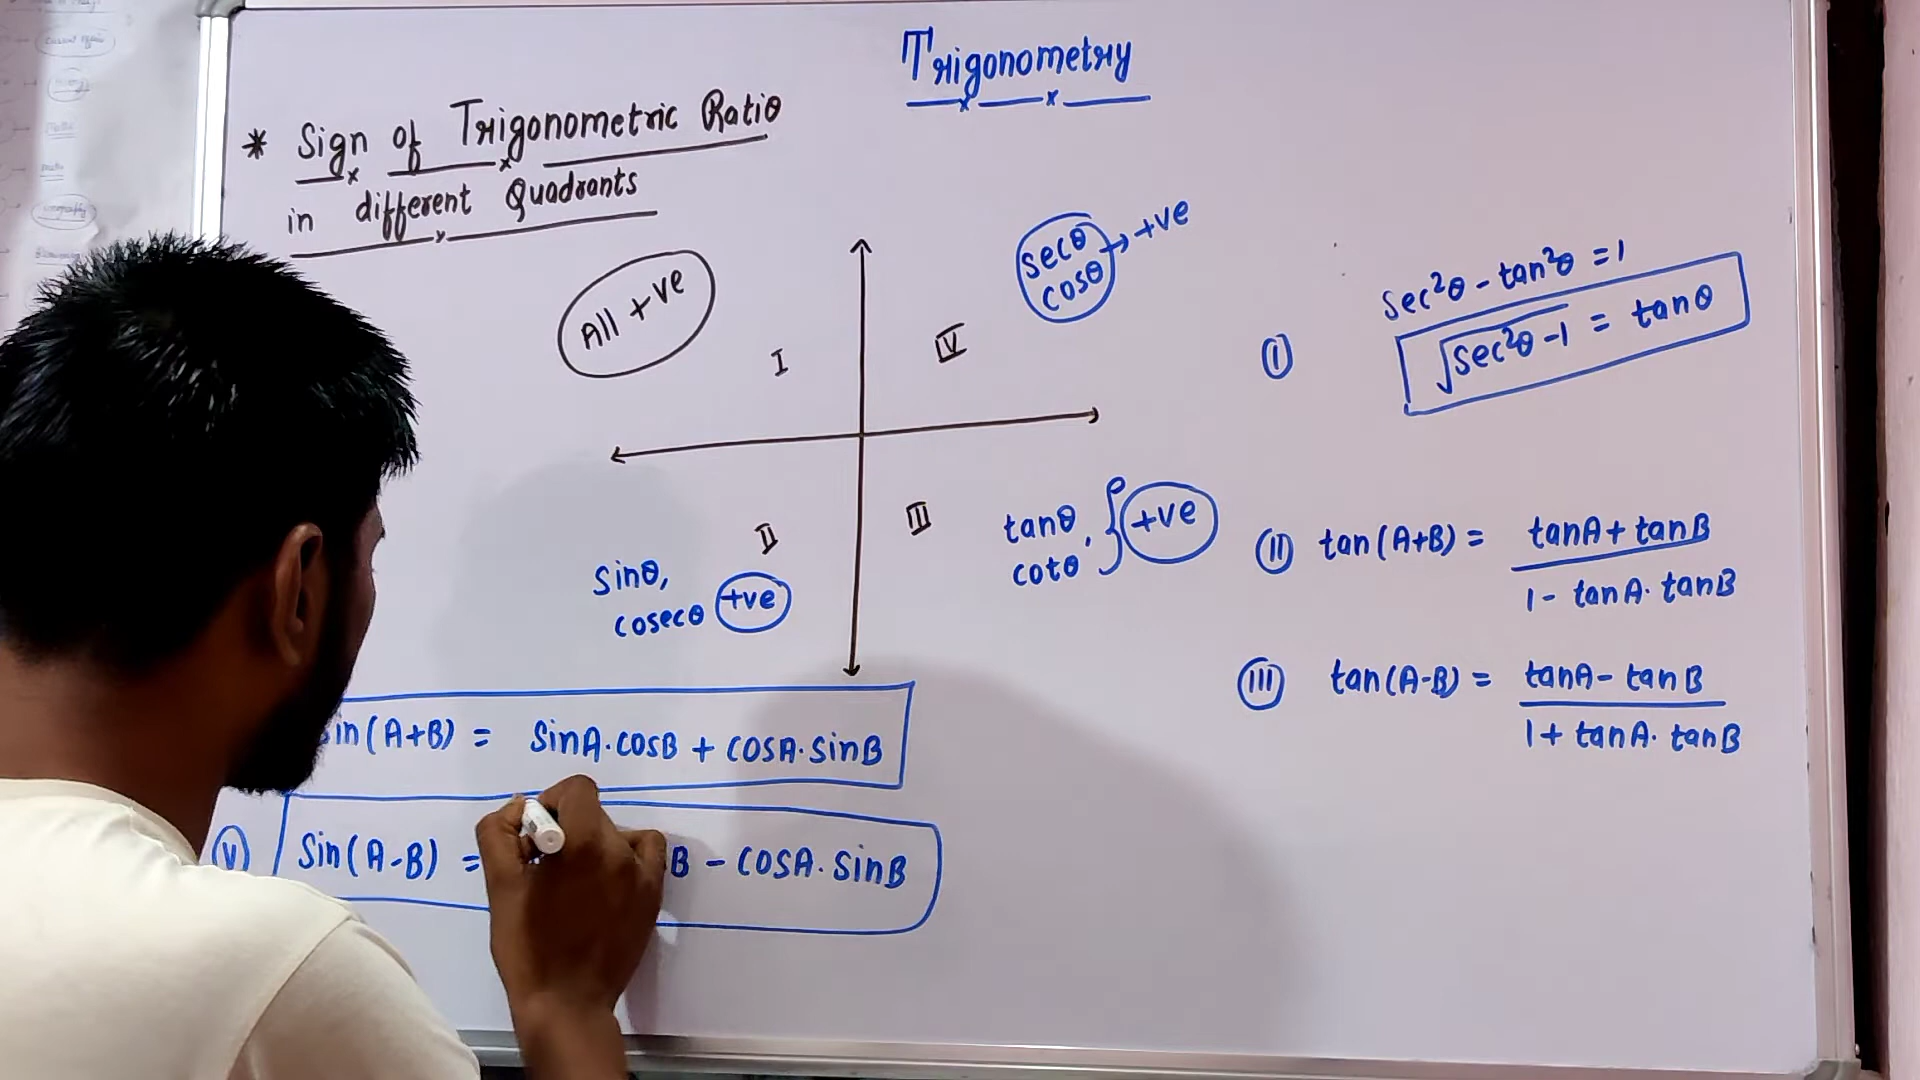 Trigonometry
* Sign of Trigonometric Ratio
in different Quadrants
All +ve
I
IV
secθ
cosθ → +ve
II
III
sinθ,
cosecθ +ve
tanθ,
cotθ } +ve
sec²θ - tan²θ = 1
(I) √sec²θ -1 = tanθ
(II) tan(A+B) = tanA + tanB
1 - tanA. tanB
(III) tan(A-B) = tanA - tanB
1 + tanA. tanB
in(A+B) = SinA.cosB + cosA.sinB
(V) Sin(A-B) = B - cosA.sinB